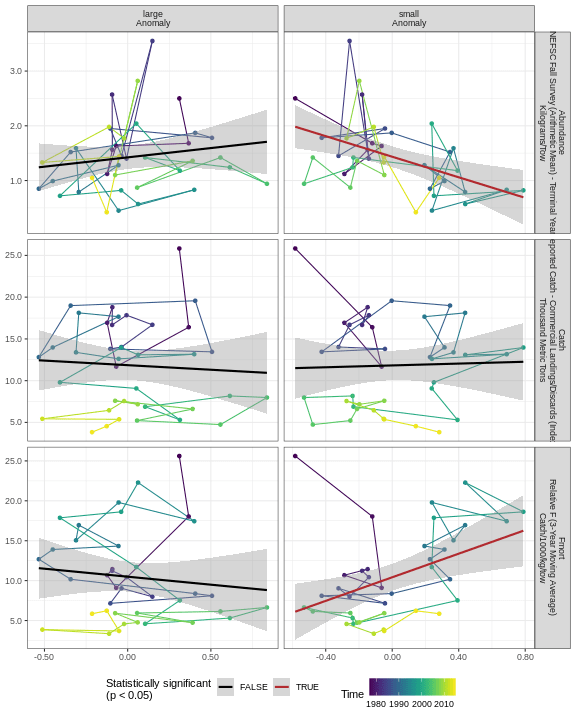 large
Anomaly
small
Anomaly
3.0
2.0
1.0
Abundance
NEFSC Fall Survey (Arithmetic Mean) - Terminal Year
Kilograms/tow
25.0
20.0
15.0
10.0
5.0
Catch
eported Catch - Commercial Landings/Discards (Inde
Thousand Metric Tons
25.0
20.0
15.0
10.0
5.0
Fmort
Relative F (3-Year Moving Average)
Catch/1000/kg/tow
-0.50
0.00
0.50
-0.40
0.00
0.40
0.80
Statistically significant
(p < 0.05)
FALSE
TRUE
Time
1980 1990 2000 2010